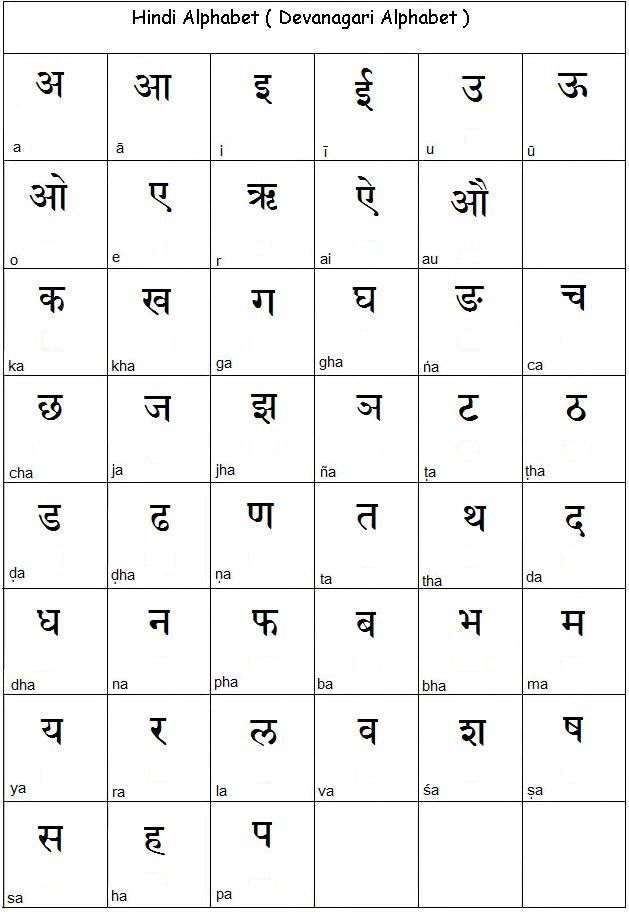 Hindi Alphabet ( Devanagari Alphabet )
अ आ इ ई उ ऊ
a ā i ī u ū
ओ ए ऋ ऐ औ
o e r ai au
क ख ग घ ङ च
ka kha ga gha ṅa ca
छ ज झ ञ ट ठ
cha ja jha ña ṭa ṭha
ड ढ ण त थ द
ḍa ḍha ṇa ta tha da
ध न फ ब भ म
dha na pha ba bha ma
य र ल व श ष
ya ra la va śa ṣa
स ह प
sa ha pa